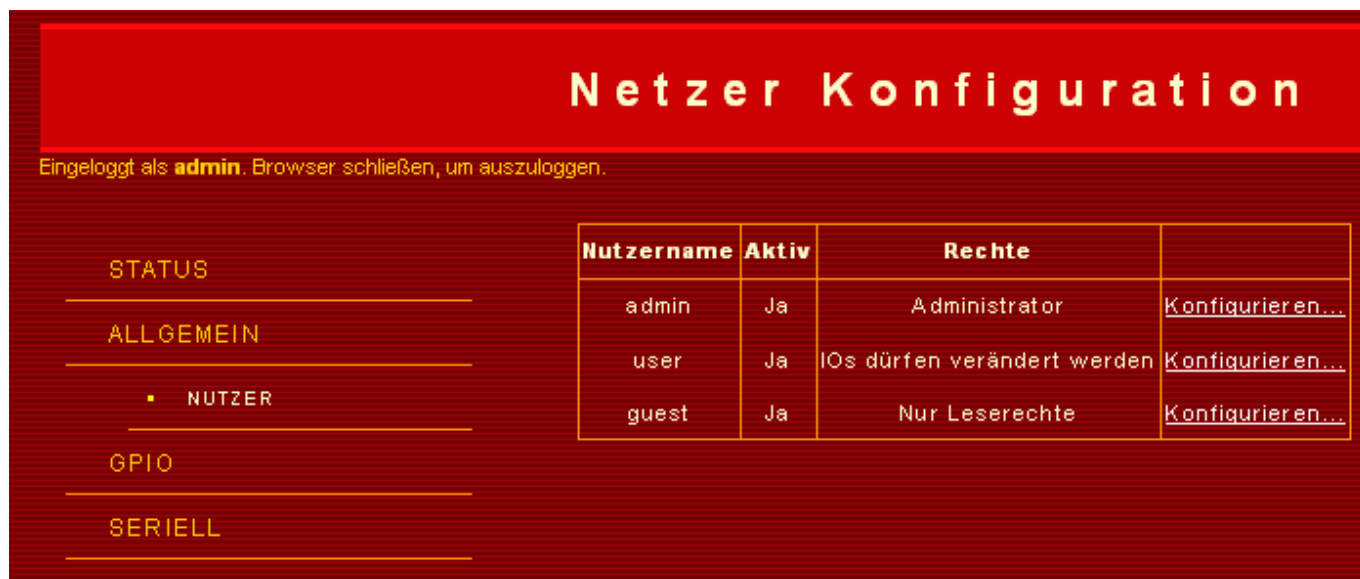 Netzer Konfiguration
Eingeloggt als admin. Browser schließen, um auszuloggen.
STATUS
ALLGEMEIN
NUTZER
GPIO
SERIELL
Nutzername Aktiv Rechte
admin Ja Administrator Konfigurieren...
user Ja IOs dürfen verändert werden Konfigurieren...
guest Ja Nur Leserechte Konfigurieren...